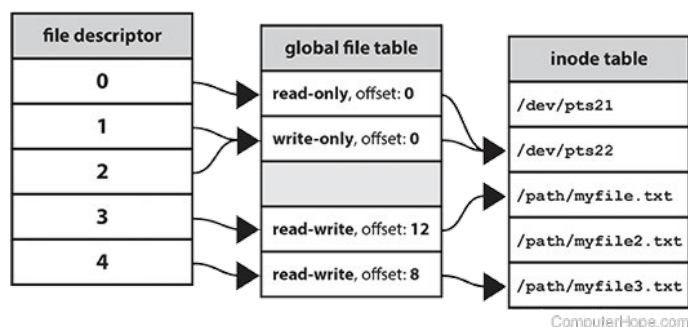 file descriptor
0
1
2
3
4
global file table
read-only, offset: 0
write-only, offset: 0
read-write, offset: 12
read-write, offset: 8
inode table
/dev/pts21
/dev/pts22
/path/myfile.txt
/path/myfile2.txt
/path/myfile3.txt
ComputerHope.com